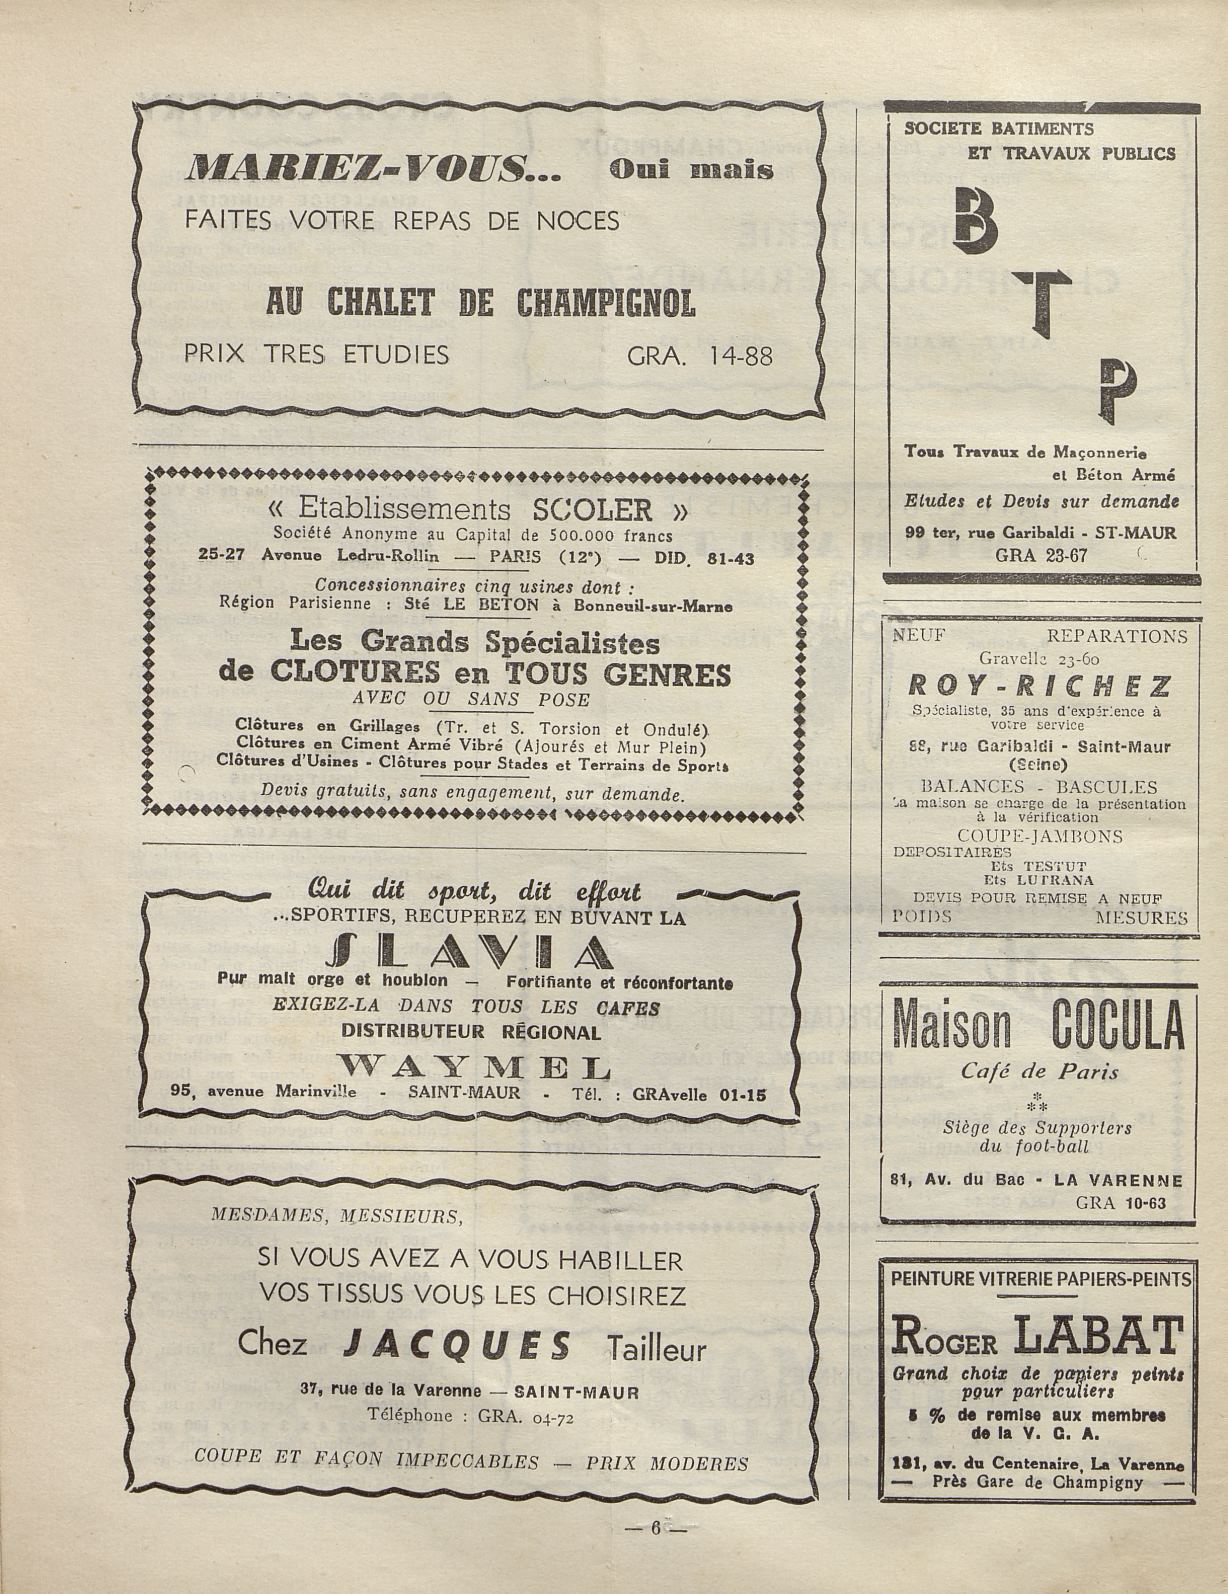 MARIEZ-VOUS... Oui mais
FAITES VOTRE REPAS DE NOCES
AU CHALET DE CHAMPIGNOL
PRIX TRES ETUDIES GRA. 14-88
« Etablissements SCOLER »
Société Anonyme au Capital de 500.000 francs
25-27 Avenue Ledru-Rollin — PARIS (12e) — DID. 81-43
Concessionnaires cinq usines dont :
Région Parisienne : Sté LE BETON à Bonneuil-sur-Marne
Les Grands Spécialistes
de CLOTURES en TOUS GENRES
AVEC OU SANS POSE
Clôtures en Grillages (Tr. et S. Torsion et Ondulé)
Clôtures en Ciment Armé Vibré (Ajourés et Mur Plein)
Clôtures d'Usines - Clôtures pour Stades et Terrains de Sports
Devis gratuits, sans engagement, sur demande.
Qui dit sport, dit effort
...SPORTIFS, RECUPEREZ EN BUVANT LA
SLAVIA
Pur malt orge et houblon — Fortifiante et réconfortante
EXIGEZ-LA DANS TOUS LES CAFES
DISTRIBUTEUR RÉGIONAL
WAYMEL
95, avenue Marinville - SAINT-MAUR - Tél. : GRAvelle 01-15
MESDAMES, MESSIEURS,
SI VOUS AVEZ A VOUS HABILLER
VOS TISSUS VOUS LES CHOISIREZ
Chez JACQUES Tailleur
37, rue de la Varenne — SAINT-MAUR
Téléphone : GRA. 04-72
COUPE ET FAÇON IMPECCABLES — PRIX MODERES
SOCIETE BATIMENTS
ET TRAVAUX PUBLICS
B
T
P
Tous Travaux de Maçonnerie
et Béton Armé
Etudes et Devis sur demande
99 ter, rue Garibaldi - ST-MAUR
GRA 23-67
NEUF REPARATIONS
Gravelle 23-60
ROY-RICHEZ
Spécialiste, 35 ans d'expérience à
votre service
88, rue Garibaldi - Saint-Maur
(Seine)
BALANCES - BASCULES
La maison se charge de la présentation
à la vérification
COUPE-JAMBONS
DEPOSITAIRES
Ets TESTUT
Ets LUTRANA
DEVIS POUR REMISE A NEUF
POIDS MESURES
Maison COCULA
Café de Paris
*
**
Siège des Supporters
du foot-ball
81, Av. du Bac - LA VARENNE
GRA 10-63
PEINTURE VITRERIE PAPIERS-PEINTS
ROGER LABAT
Grand choix de papiers peints
pour particuliers
5 % de remise aux membres
de la V. G. A.
131, av. du Centenaire, La Varenne
— Près Gare de Champigny —
— 6 —